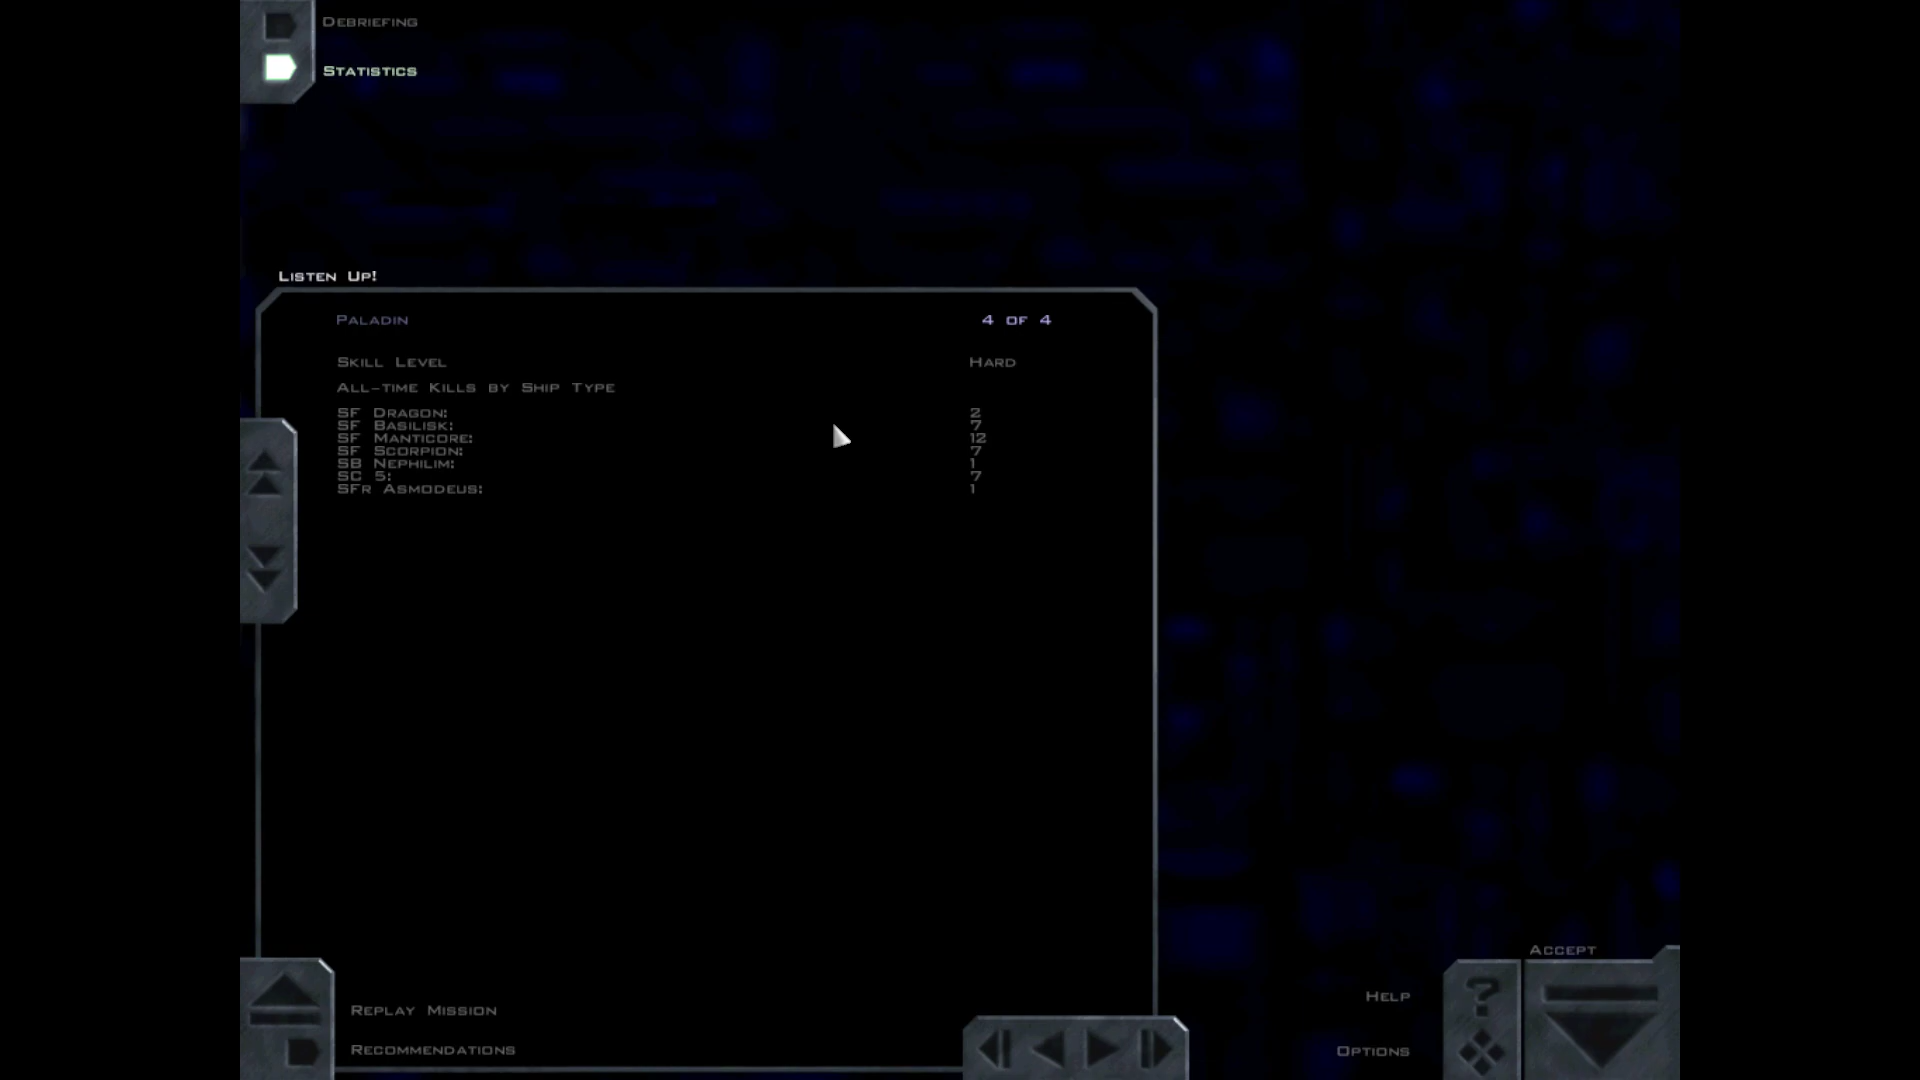 Debriefing
Statistics
Listen Up!
Paladin 4 of 4
Skill Level Hard
All-time Kills by Ship Type
SF Dragon: 2
SF Basilisk: 7
SF Manticore: 12
SF Scorpion: 7
SB Nephilim: 1
SC 5: 7
SFr Asmodeus: 1
Accept
Help
Replay Mission
Recommendations
Options